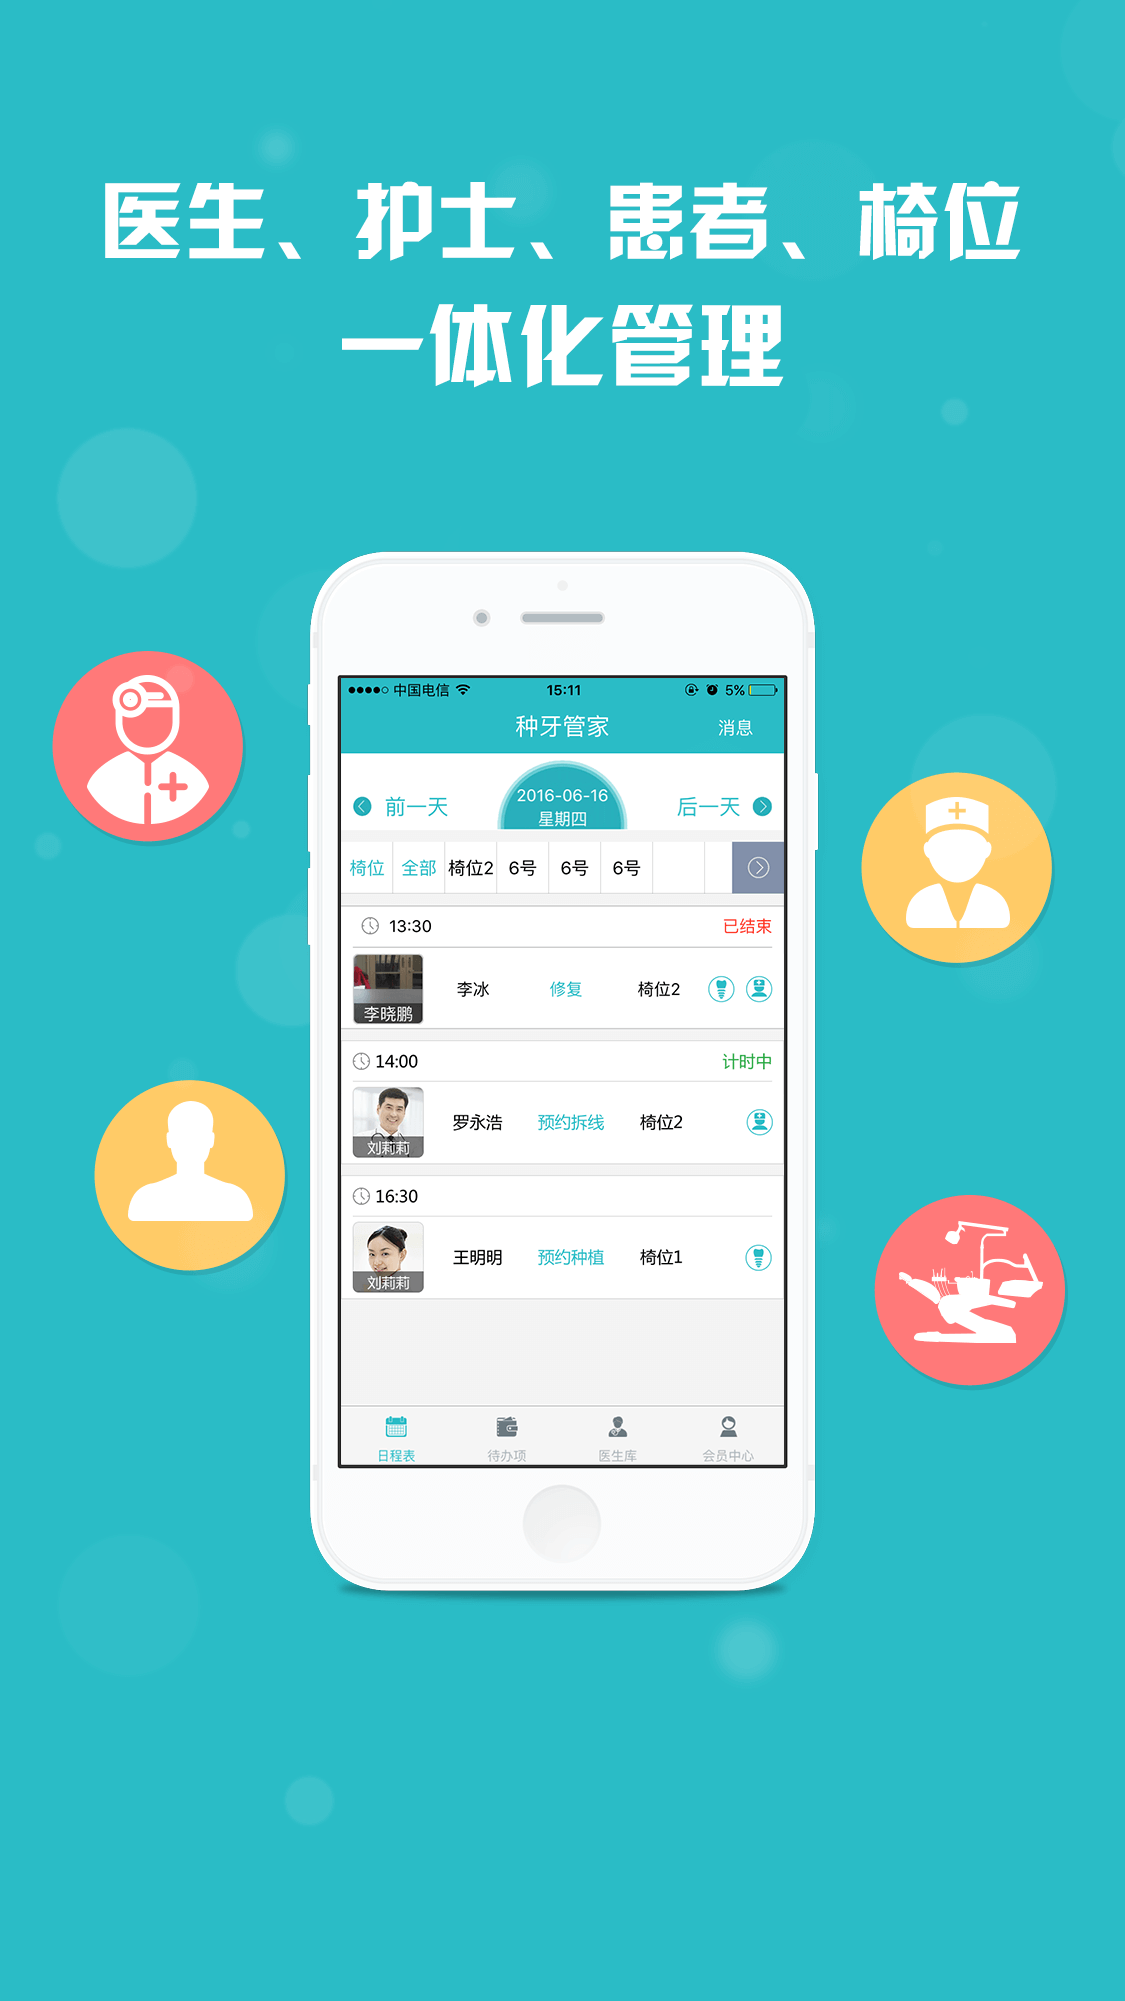 医生、护士、患者、椅位
一体化管理
中国电信 15:11 5%
种牙管家 消息
前一天 2016-06-16 后一天
星期四
椅位 全部 椅位2 6号 6号 6号
13:30 已结束
李冰 修复 椅位2
李晓鹏
14:00 计时中
罗永浩 预约拆线 椅位2
刘莉莉
16:30
王明明 预约种植 椅位1
刘莉莉
日程表 待办项 医生库 会员中心